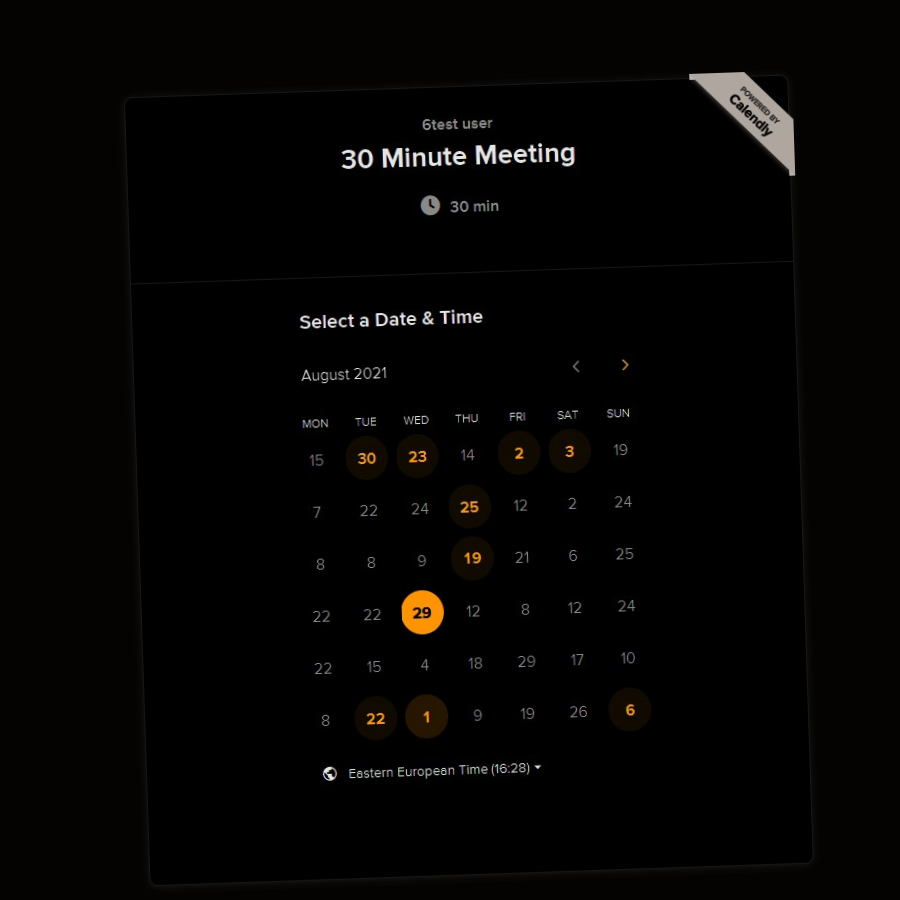 POWERED BY
Calendly
6test user
30 Minute Meeting
30 min
Select a Date & Time
August 2021
MON TUE WED THU FRI SAT SUN
15 30 23 14 2 3 19
7 22 24 25 12 2 24
8 8 9 19 21 6 25
22 22 29 12 8 12 24
22 15 4 18 29 17 10
8 22 1 9 19 26 6
Eastern European Time (16:28)